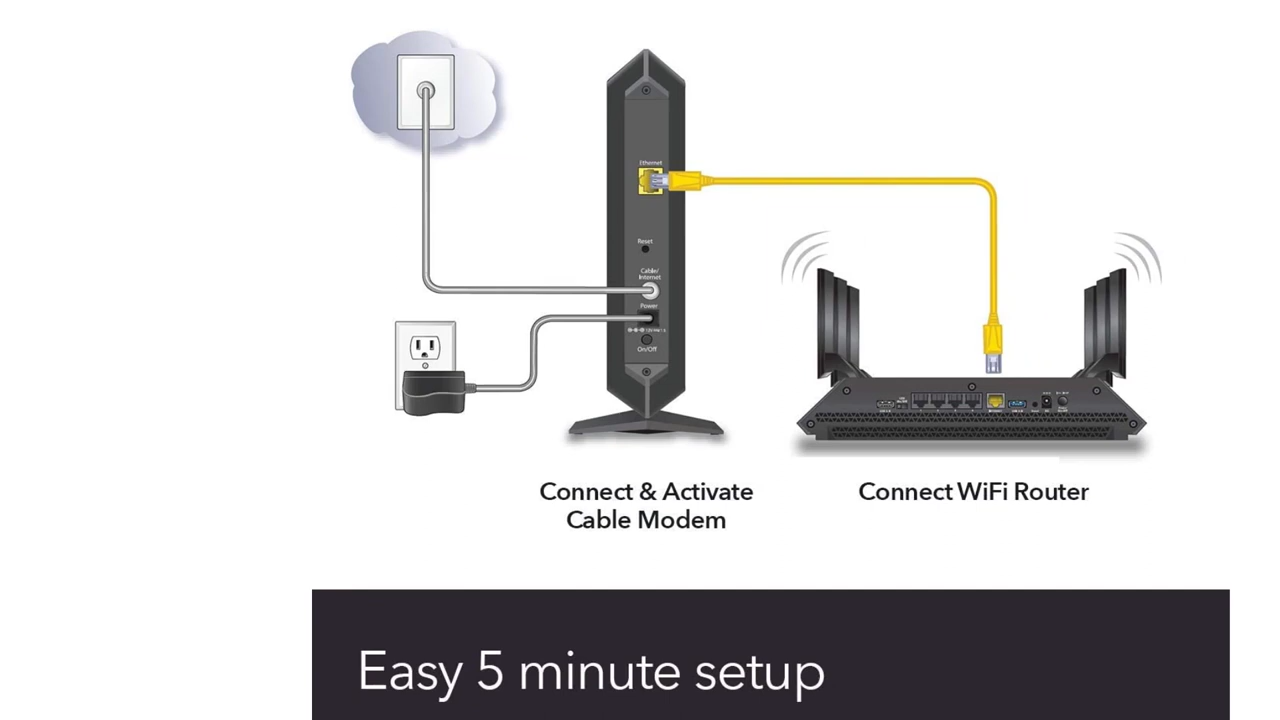 Ethernet
Reset
Cable/
Internet
Power
On/Off
Connect & Activate
Cable Modem
Connect WiFi Router
Easy 5 minute setup